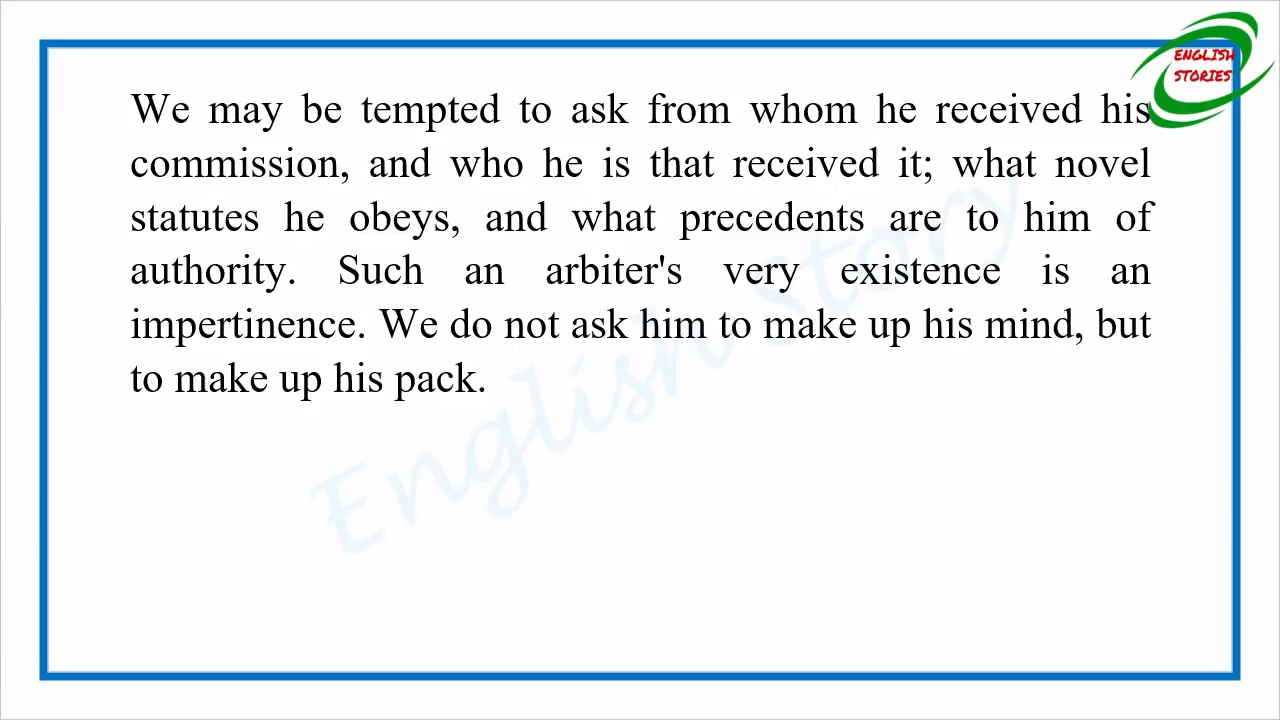 ENGLISH
STORIES
We may be tempted to ask from whom he received his
commission, and who he is that received it; what novel
statutes he obeys, and what precedents are to him of
authority. Such an arbiter's very existence is an
impertinence. We do not ask him to make up his mind, but
to make up his pack.
English Story